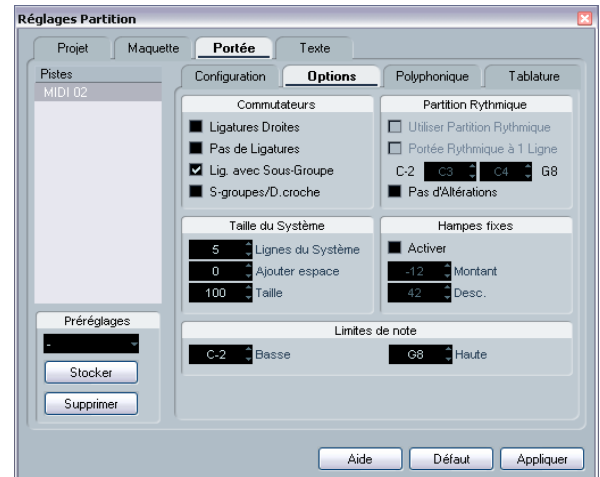 Réglages Partition
Projet Maquette Portée Texte
Pistes
MIDI 02
Configuration Options Polyphonique Tablature
Commutateurs
Ligatures Droites
Pas de Ligatures
Lig. avec Sous-Groupe
S-groupes/D.croche
Partition Rythmique
Utiliser Partition Rythmique
Portée Rythmique à 1 Ligne
C-2 C3 C4 G8
Pas d'Altérations
Taille du Système
5 Lignes du Système
0 Ajouter espace
100 Taille
Hampes fixes
Activer
-12 Montant
42 Desc.
Limites de note
C-2 Basse G8 Haute
Préréglages
-
Stocker
Supprimer
Aide Défaut Appliquer